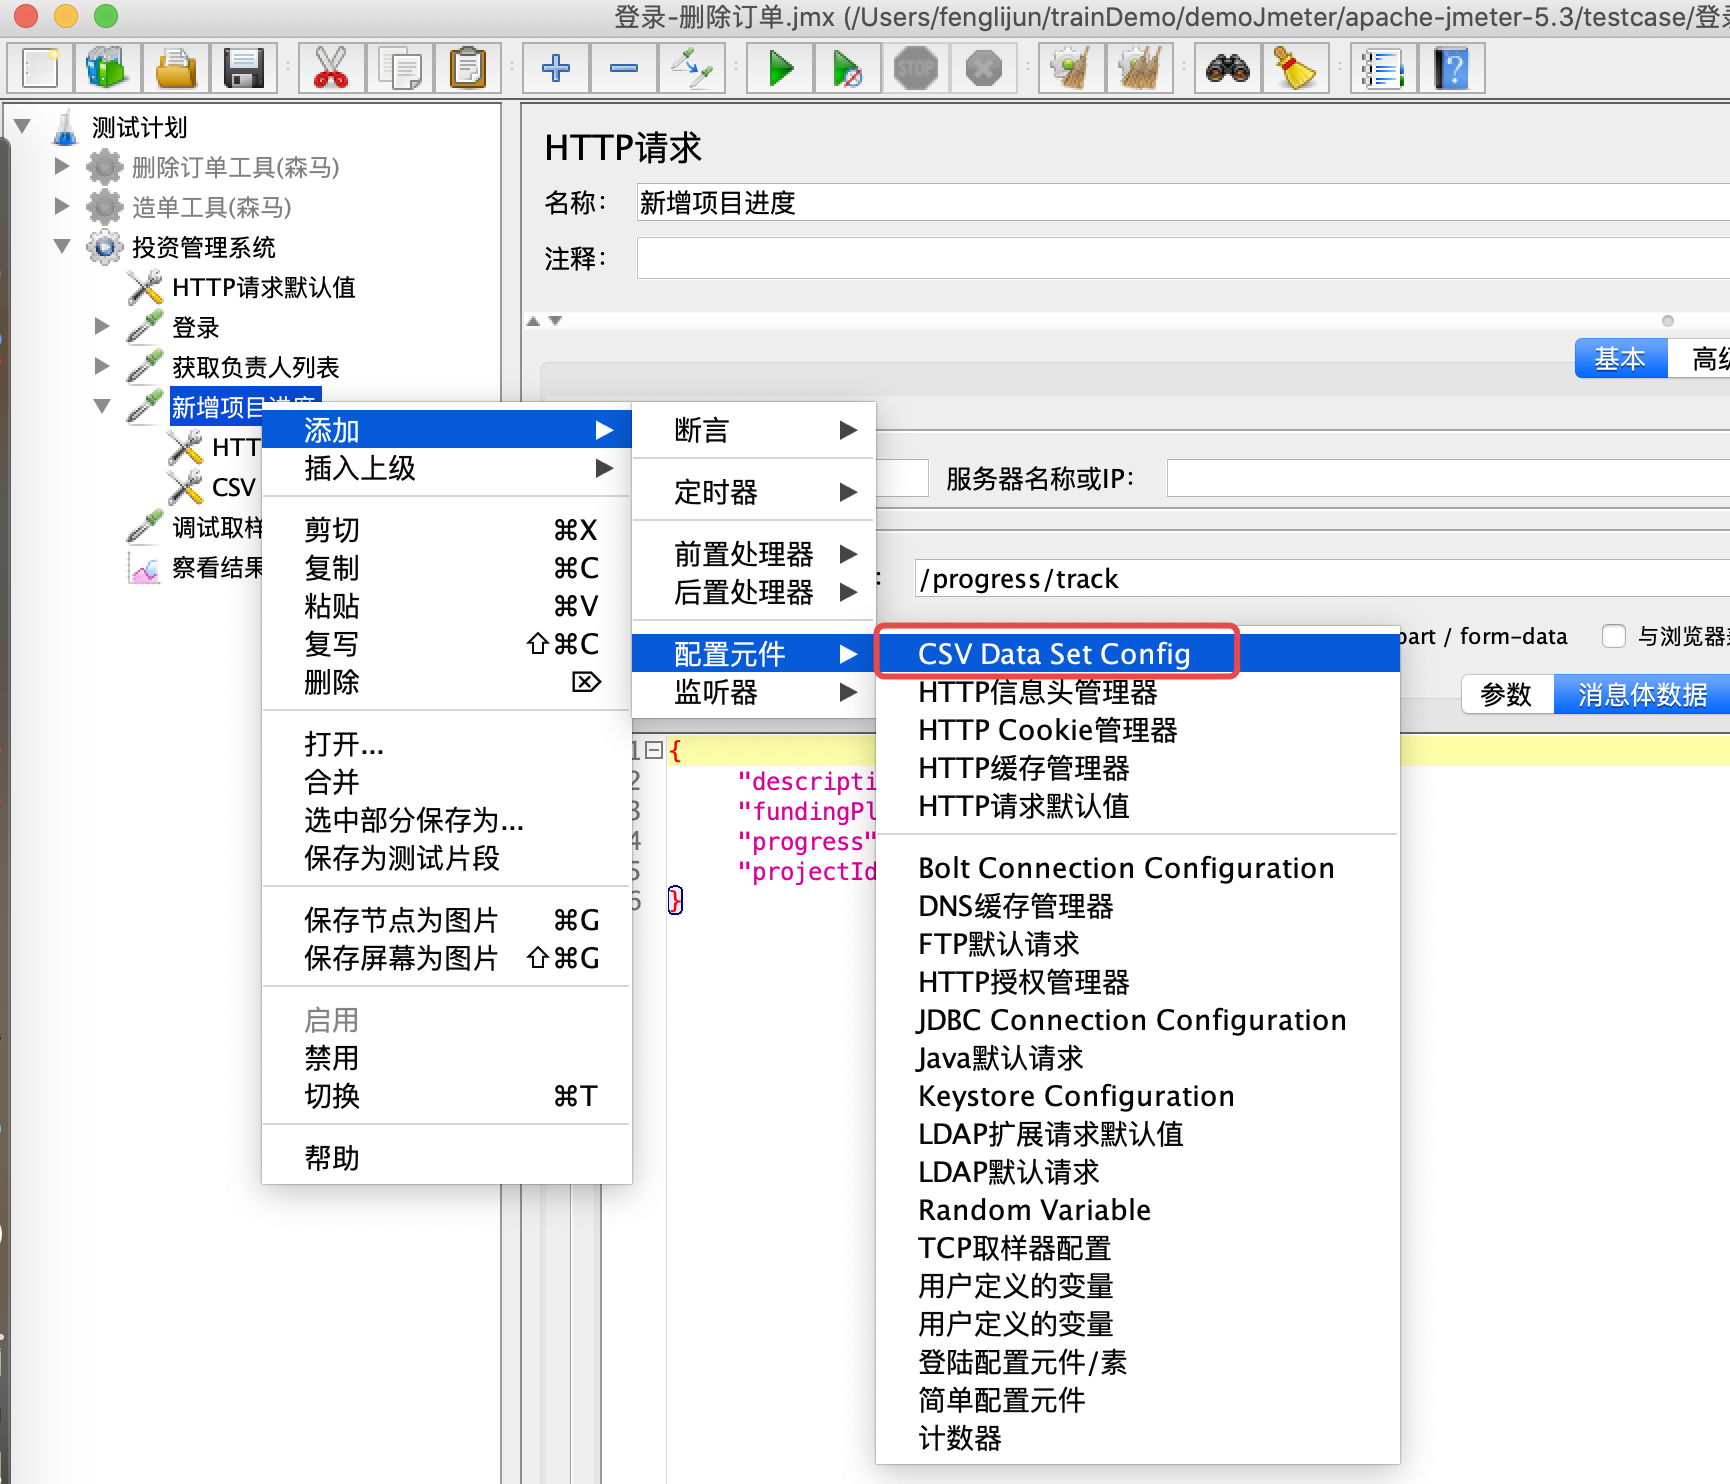 登录-删除订单.jmx (/Users/fenglijun/trainDemo/demoJmeter/apache-jmeter-5.3/testcase/登录
STOP
测试计划
删除订单工具(森马)
造单工具(森马)
投资管理系统
HTTP请求默认值
登录
获取负责人列表
新增项目进度
HTT
CSV
调试取样
察看结果
HTTP请求
名称：
新增项目进度
注释：
基本
高级
服务器名称或IP：
/progress/track
part / form-data
与浏览器兼
参数
消息体数据
1
{
2
"descripti
3
"fundingPl
4
"progress"
5
"projectId
6
}
添加
插入上级
剪切 ⌘X
复制 ⌘C
粘贴 ⌘V
复写 ⇧⌘C
删除 ⌦
打开...
合并
选中部分保存为...
保存为测试片段
保存节点为图片 ⌘G
保存屏幕为图片 ⇧⌘G
启用
禁用
切换 ⌘T
帮助
断言
定时器
前置处理器
后置处理器
配置元件
监听器
CSV Data Set Config
HTTP信息头管理器
HTTP Cookie管理器
HTTP缓存管理器
HTTP请求默认值
Bolt Connection Configuration
DNS缓存管理器
FTP默认请求
HTTP授权管理器
JDBC Connection Configuration
Java默认请求
Keystore Configuration
LDAP扩展请求默认值
LDAP默认请求
Random Variable
TCP取样器配置
用户定义的变量
用户定义的变量
登陆配置元件/素
简单配置元件
计数器